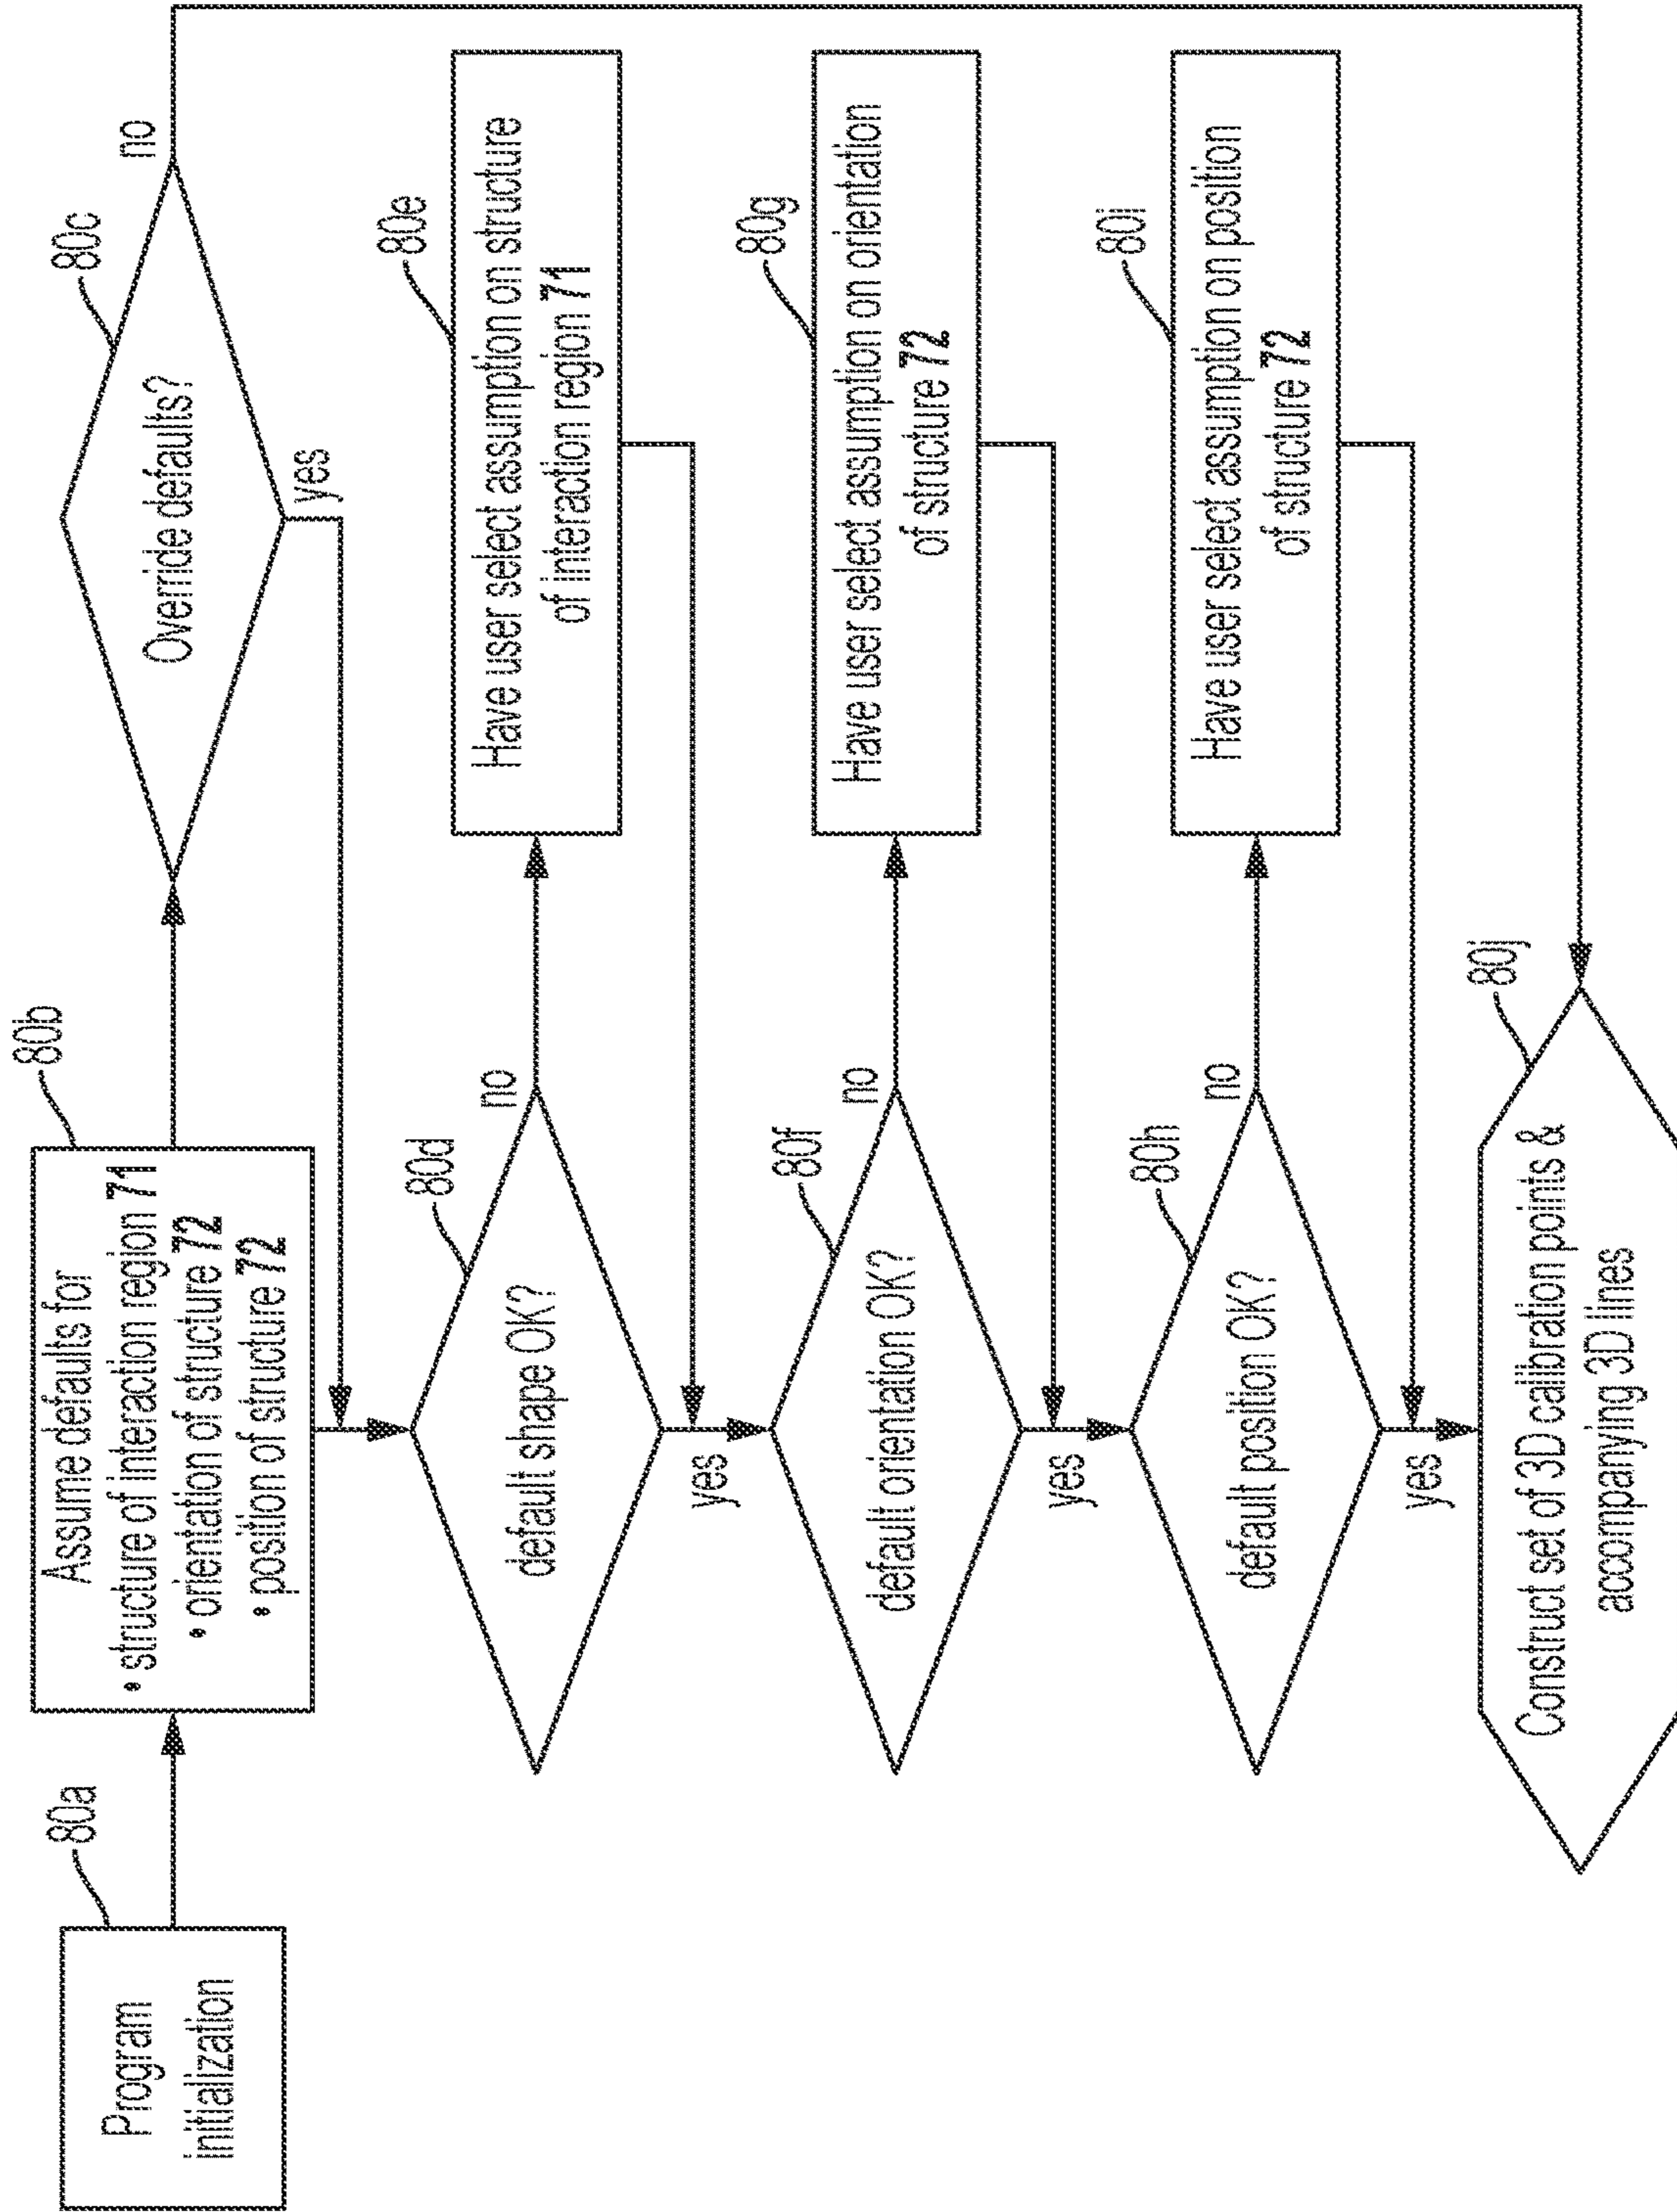 80a
Program
initialization
80b
Assume defaults for
• structure of interaction region 71
• orientation of structure 72
• position of structure 72
80c
Override defaults?
no
yes
80d
default shape OK?
no
yes
80e
Have user select assumption on structure
of interaction region 71
80f
default orientation OK?
no
yes
80g
Have user select assumption on orientation
of structure 72
80h
default position OK?
no
yes
80i
Have user select assumption on position
of structure 72
80j
Construct set of 3D calibration points &
accompanying 3D lines